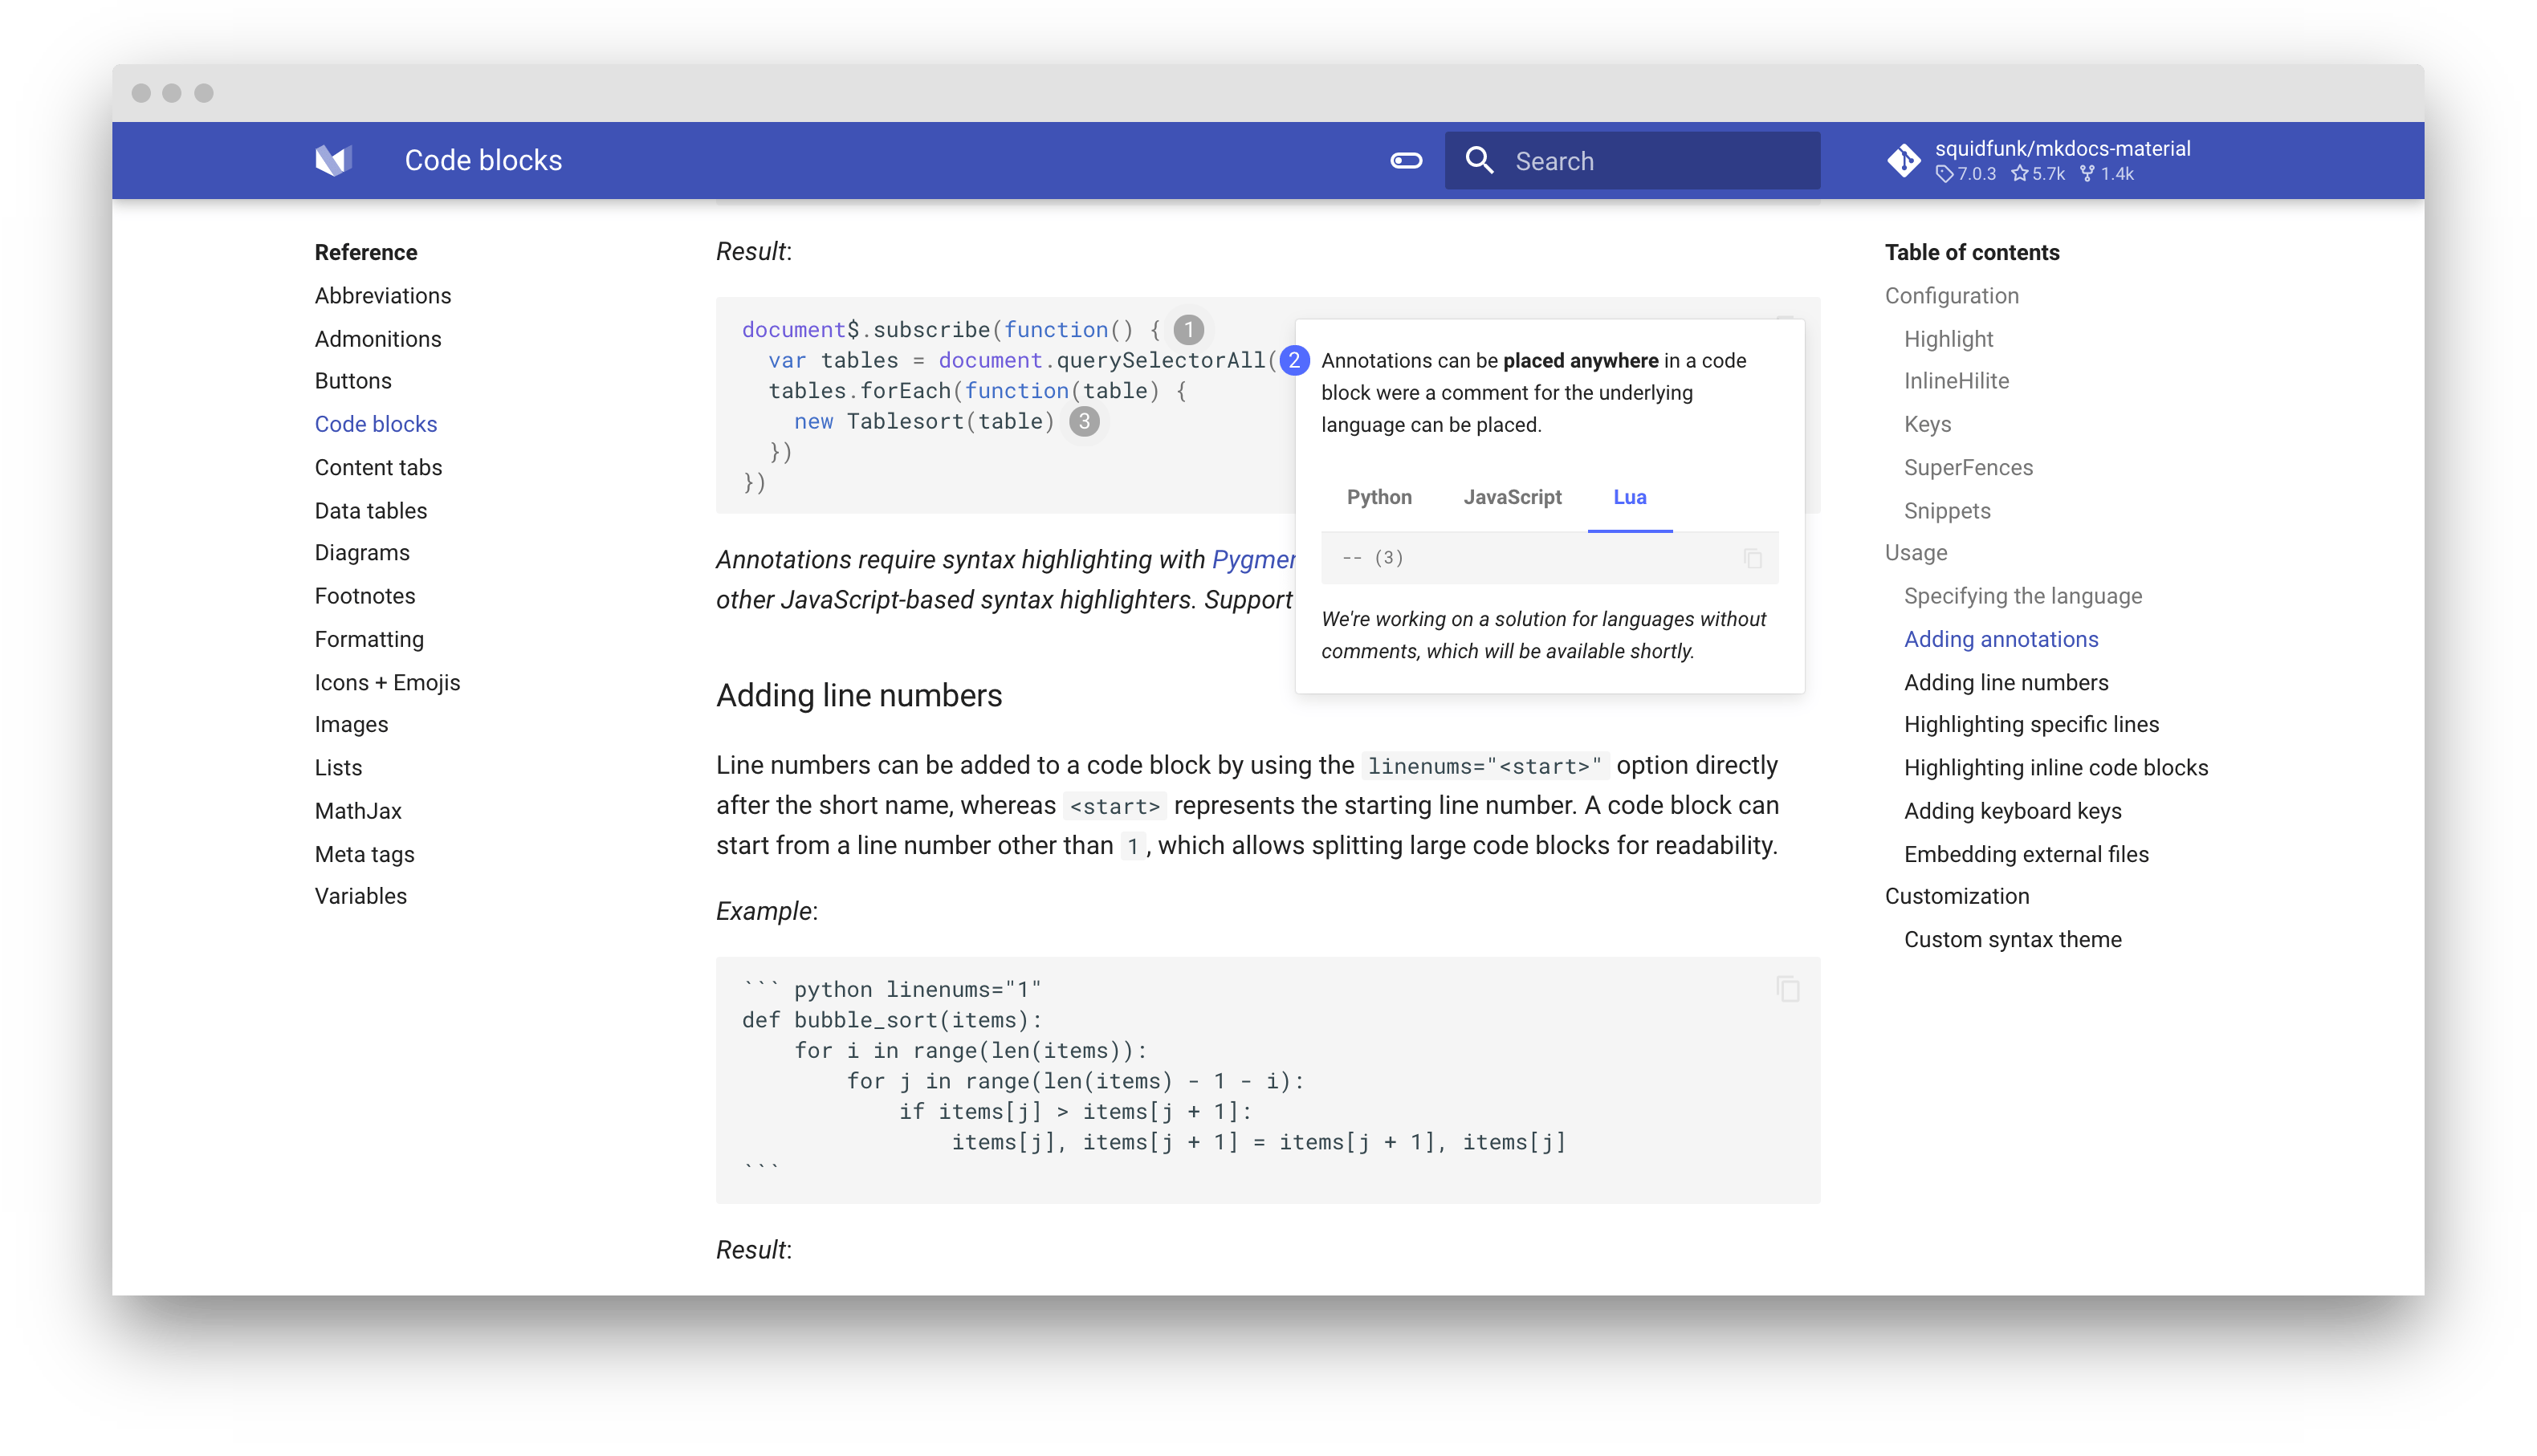 Code blocks
Search
squidfunk/mkdocs-material
7.0.3 5.7k 1.4k
Reference
Abbreviations
Admonitions
Buttons
Code blocks
Content tabs
Data tables
Diagrams
Footnotes
Formatting
Icons + Emojis
Images
Lists
MathJax
Meta tags
Variables
Result:
document$.subscribe(function() { 1
  var tables = document.querySelectorAll( 2
  tables.forEach(function(table) {
    new Tablesort(table) 3
  })
})
Annotations can be placed anywhere in a code
block were a comment for the underlying
language can be placed.
Python JavaScript Lua
-- (3)
We're working on a solution for languages without
comments, which will be available shortly.
Annotations require syntax highlighting with
other JavaScript-based syntax highlighters. Support
Adding line numbers
Line numbers can be added to a code block by using the linenums="<start>" option directly
after the short name, whereas <start> represents the starting line number. A code block can
start from a line number other than 1, which allows splitting large code blocks for readability.
Example:
``` python linenums="1"
def bubble_sort(items):
    for i in range(len(items)):
        for j in range(len(items) - 1 - i):
            if items[j] > items[j + 1]:
                items[j], items[j + 1] = items[j + 1], items[j]
```
Result:
Table of contents
Configuration
Highlight
InlineHilite
Keys
SuperFences
Snippets
Usage
Specifying the language
Adding annotations
Adding line numbers
Highlighting specific lines
Highlighting inline code blocks
Adding keyboard keys
Embedding external files
Customization
Custom syntax theme